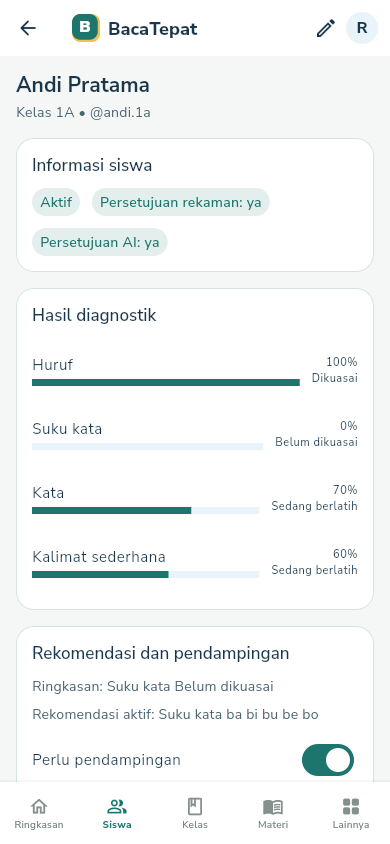 B BacaTepat R
Andi Pratama
Kelas 1A • @andi.1a
Informasi siswa
Aktif Persetujuan rekaman: ya
Persetujuan AI: ya
Hasil diagnostik
Huruf 100%
Dikuasai
Suku kata 0%
Belum dikuasai
Kata 70%
Sedang berlatih
Kalimat sederhana 60%
Sedang berlatih
Rekomendasi dan pendampingan
Ringkasan: Suku kata Belum dikuasai
Rekomendasi aktif: Suku kata ba bi bu be bo
Perlu pendampingan
Ringkasan Siswa Kelas Materi Lainnya